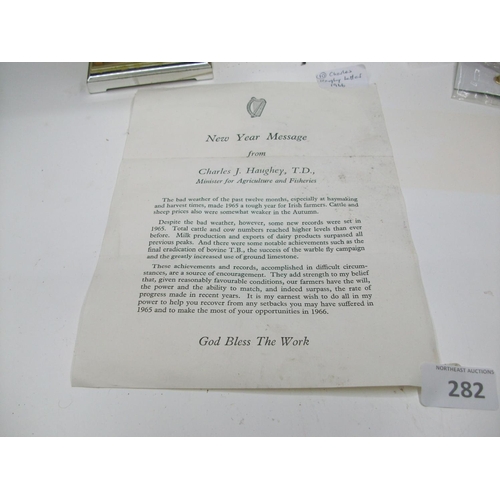 Charles
Haughey
1966
New Year Message
from
Charles J. Haughey, T.D.,
Minister for Agriculture and Fisheries
The bad weather of the past twelve months, especially at haymaking
and harvest times, made 1965 a tough year for Irish farmers. Cattle and
sheep prices also were somewhat weaker in the Autumn.
Despite the bad weather, however, some new records were set in
1965. Total cattle and cow numbers reached higher levels than ever
before. Milk production and exports of dairy products surpassed all
previous peaks. And there were some notable achievements such as the
final eradication of bovine T.B., the success of the warble fly campaign
and the greatly increased use of ground limestone.
These achievements and records, accomplished in difficult circum-
stances, are a source of encouragement. They add strength to my belief
that, given reasonably favourable conditions, our farmers have the will,
the power and the ability to match, and indeed surpass, the rate of
progress made in recent years. It is my earnest wish to do all in my
power to help you recover from any setbacks you may have suffered in
1965 and to make the most of your opportunities in 1966.
God Bless The Work
NORTHEAST AUCTIONS
282